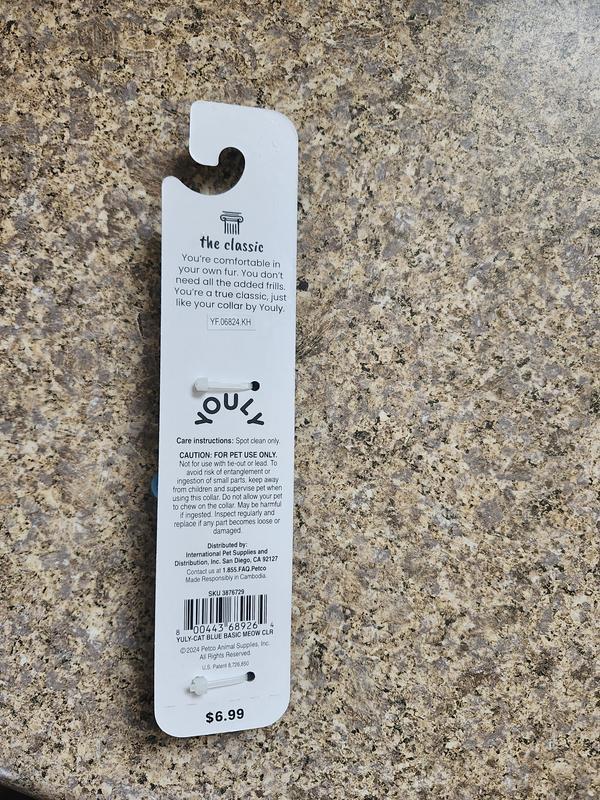 the classic
You're comfortable in
your own fur. You don't
need all the added frills.
You're a true classic, just
like your collar by Youly.
YF.06824.KH
YOULY
Care instructions: Spot clean only.
CAUTION: FOR PET USE ONLY.
Not for use with tie-out or lead. To
avoid risk of entanglement or
ingestion of small parts, keep away
from children and supervise pet when
using this collar. Do not allow your pet
to chew on the collar. May be harmful
if ingested. Inspect regularly and
replace if any part becomes loose or
damaged.
Distributed by:
International Pet Supplies and
Distribution, Inc. San Diego, CA 92127
Contact us at 1.855.FAQ.Petco
Made Responsibly in Cambodia.
SKU 3876729
8 00443 68926 4
YULY-CAT BLUE BASIC MEOW CLR
©2024 Petco Animal Supplies, Inc.
All Rights Reserved.
U.S. Patent 8,726,850
$6.99